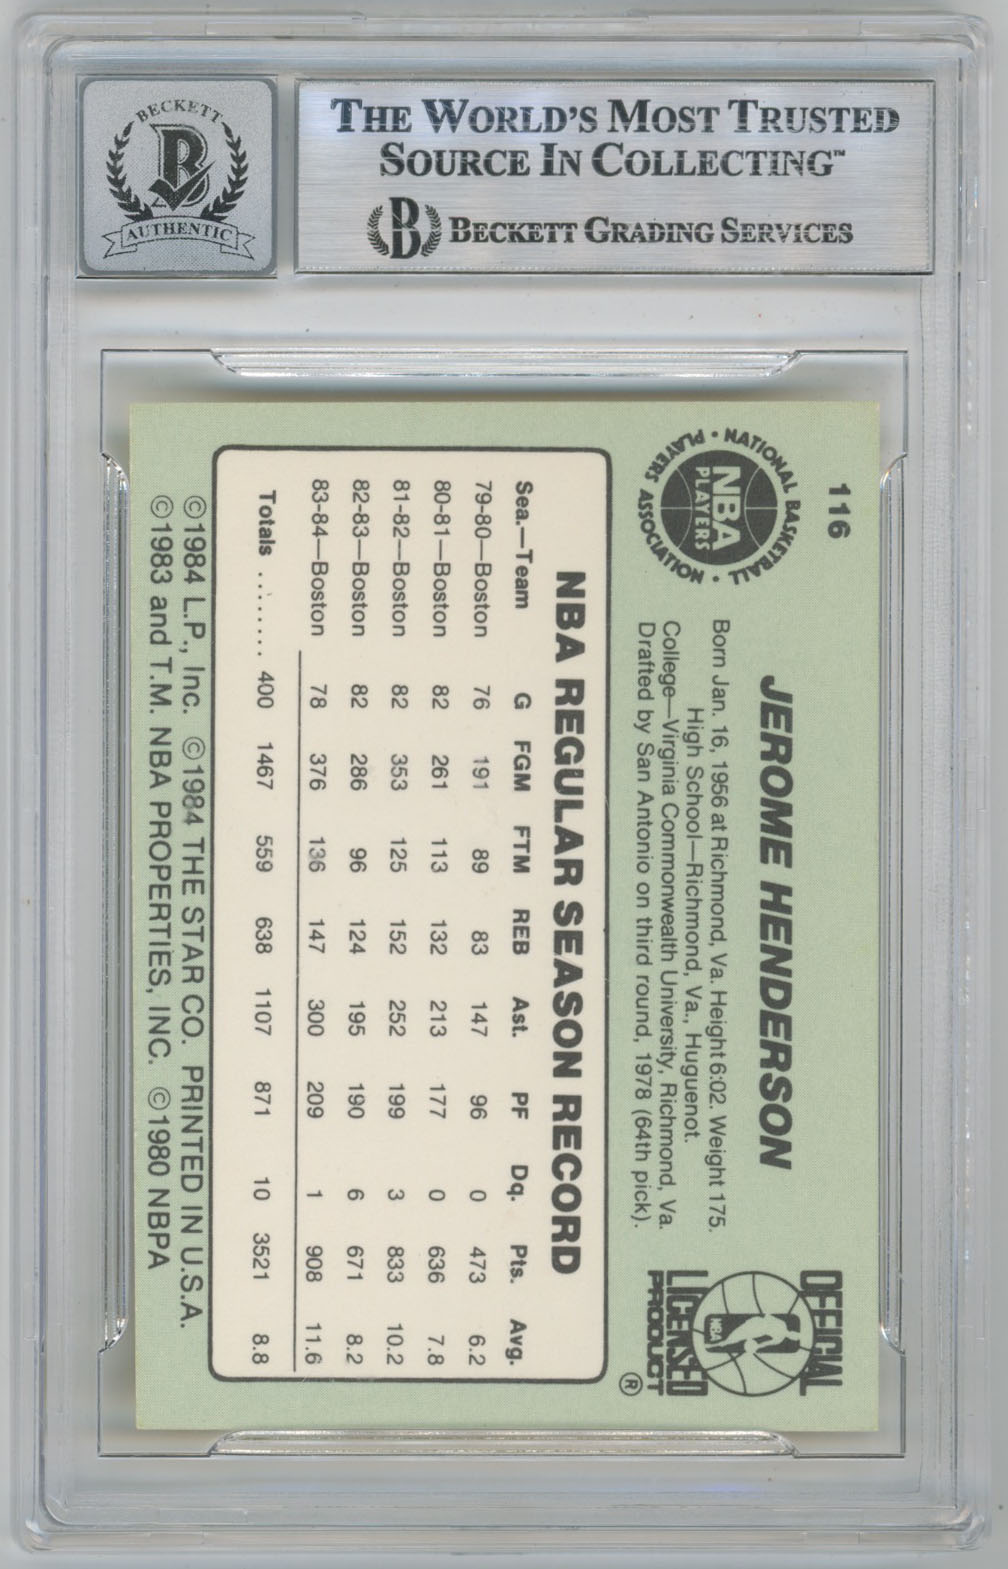 BECKETT
B
AUTHENTIC
THE WORLD'S MOST TRUSTED
SOURCE IN COLLECTING™
B BECKETT GRADING SERVICES
116
NATIONAL BASKETBALL • PLAYERS ASSOCIATION •
NBA
PLAYERS
JEROME HENDERSON
Born Jan. 16, 1956 at Richmond, Va. Height 6:02. Weight 175.
High School—Richmond, Va., Huguenot.
College—Virginia Commonwealth University, Richmond, Va.
Drafted by San Antonio on third round, 1978 (64th pick).
OFFICIAL
NBA
LICENSED
PRODUCT
®
NBA REGULAR SEASON RECORD
Sea.—Team G FGM FTM REB Ast. PF Dq. Pts. Avg.
79-80—Boston 76 191 89 83 147 96 0 473 6.2
80-81—Boston 82 261 113 132 213 177 0 636 7.8
81-82—Boston 82 353 125 152 252 199 3 833 10.2
82-83—Boston 82 286 96 124 195 190 6 671 8.2
83-84—Boston 78 376 136 147 300 209 1 908 11.6
Totals ....... 400 1467 559 638 1107 871 10 3521 8.8
©1984 L.P., Inc. ©1984 THE STAR CO. PRINTED IN U.S.A.
©1983 and T.M. NBA PROPERTIES, INC. ©1980 NBPA